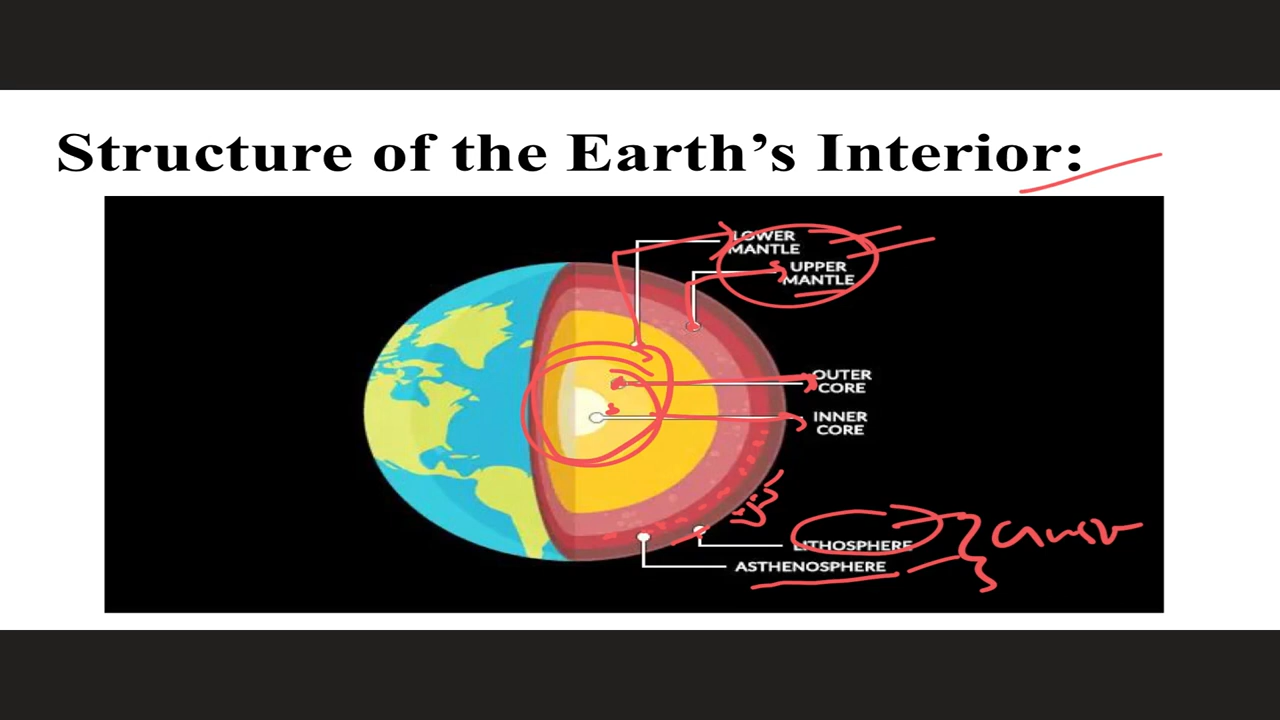 Structure of the Earth’s Interior:
LOWER
MANTLE
UPPER
MANTLE
OUTER
CORE
INNER
CORE
LITHOSPHERE
ASTHENOSPHERE